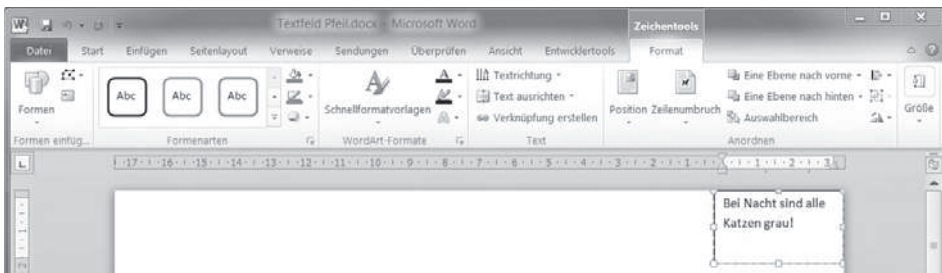 Textfeld Pfeil.docx - Microsoft Word
Zeichentools
Datei Start Einfügen Seitenlayout Verweise Sendungen Überprüfen Ansicht Entwicklertools Format
Formen
Abc Abc Abc
Schnellformatvorlagen
Textrichtung
Text ausrichten
Verknüpfung erstellen
Position Zeilenumbruch
Eine Ebene nach vorne
Eine Ebene nach hinten
Auswahlbereich
Größe
Formen einfüg... Formenarten WordArt-Formate Text Anordnen
17 16 15 14 13 12 11 10 9 8 7 6 5 4 3 2 1 1 2 3
Bei Nacht sind alle
Katzen grau!